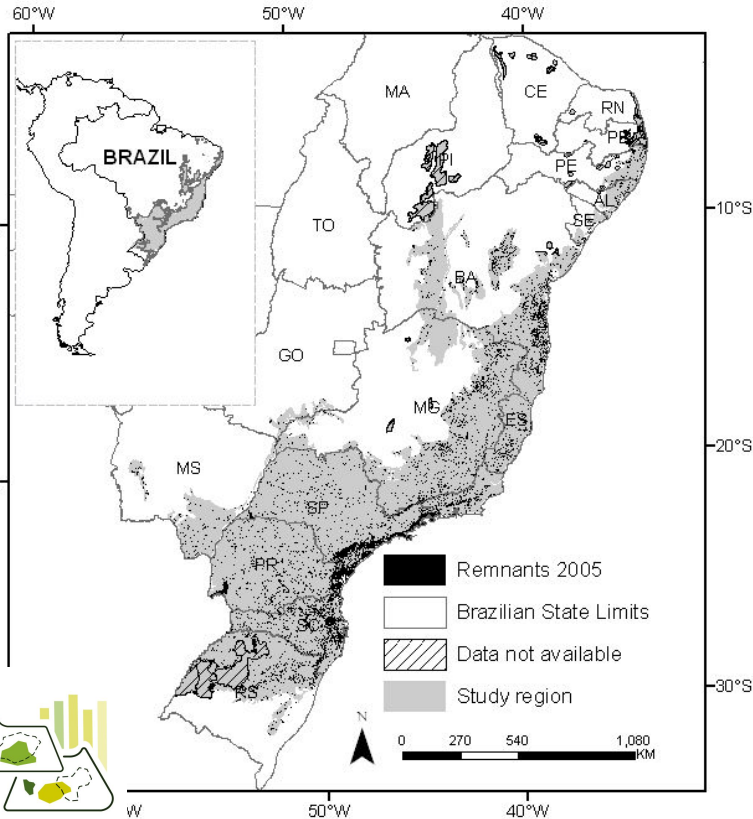 60°W 50°W 40°W
BRAZIL
MA
CE
RN
PB
PI
PE
AL
SE
10°S
TO
BA
GO
MG
ES
20°S
MS
SP
PR
SC
RS
Remnants 2005
Brazilian State Limits
Data not available
Study region
30°S
N
0 270 540 1,080
KM
50°W 40°W